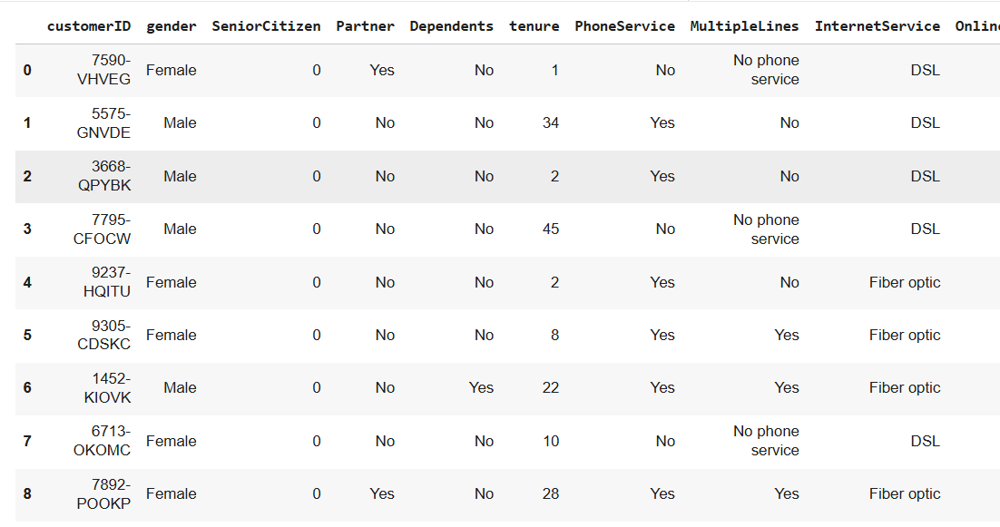 customerID gender SeniorCitizen Partner Dependents tenure PhoneService MultipleLines InternetService Online
0 7590-VHVEG Female 0 Yes No 1 No No phone service DSL
1 5575-GNVDE Male 0 No No 34 Yes No DSL
2 3668-QPYBK Male 0 No No 2 Yes No DSL
3 7795-CFOCW Male 0 No No 45 No No phone service DSL
4 9237-HQITU Female 0 No No 2 Yes No Fiber optic
5 9305-CDSKC Female 0 No No 8 Yes Yes Fiber optic
6 1452-KIOVK Male 0 No Yes 22 Yes Yes Fiber optic
7 6713-OKOMC Female 0 No No 10 No No phone service DSL
8 7892-POOKP Female 0 Yes No 28 Yes Yes Fiber optic